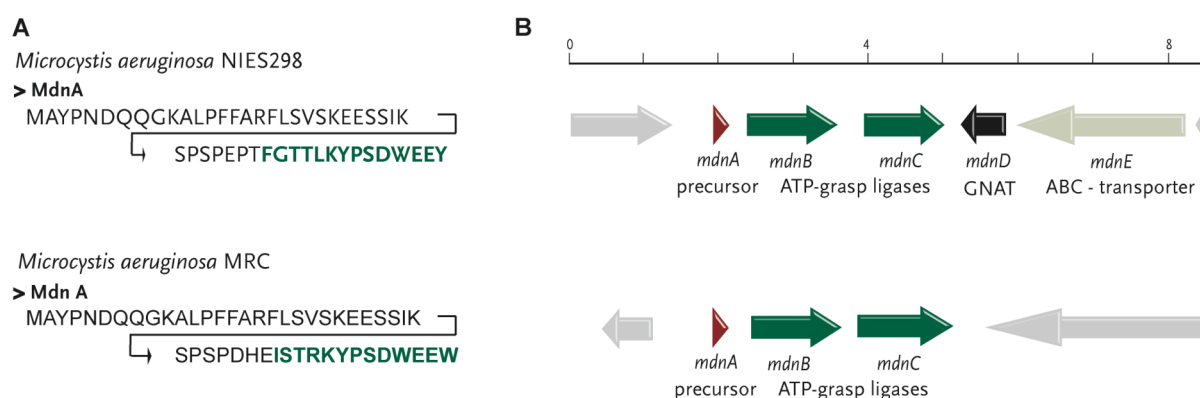 A
Microcystis aeruginosa NIES298
> MdnA
MAYPNDQQGKALPFFARFLSVSKEESSIK
SPSPEPTFGTTLKYPSDWEEY
Microcystis aeruginosa MRC
> Mdn A
MAYPNDQQGKALPFFARFLSVSKEESSIK
SPSPDHEISTRKYPSDWEEW
B
0 4 8
mdnA mdnB mdnC mdnD mdnE
precursor ATP-grasp ligases GNAT ABC - transporter
mdnA mdnB mdnC
precursor ATP-grasp ligases